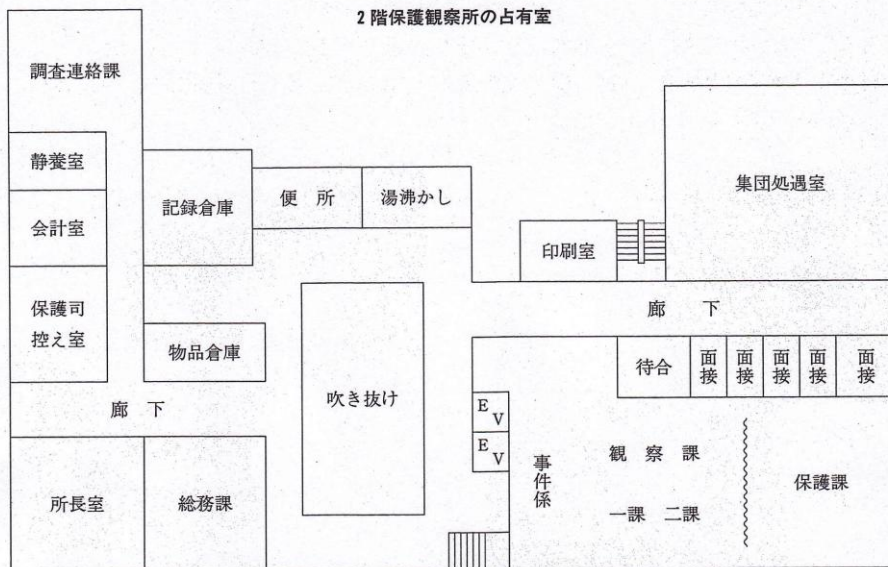 2階保護観察所の占有室
調査連絡課
静養室
会計室
保護司
控え室
記録倉庫
便所
湯沸かし
印刷室
集団処遇室
廊下
物品倉庫
吹き抜け
待合
面接
面接
面接
面接
面接
廊下
EV
EV
事件係
観察課
一課 二課
保護課
所長室
総務課